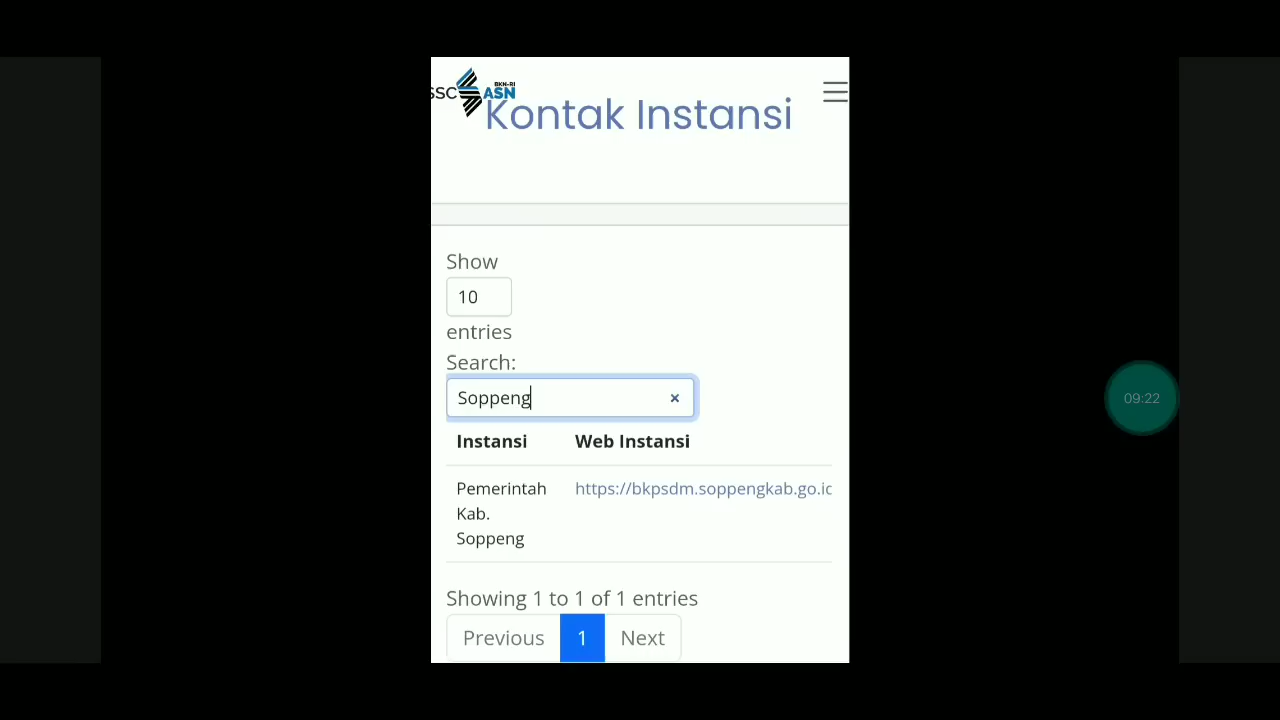 SSC
BKN-RI
ASN
Kontak Instansi
Show
10
entries
Search:
Soppeng ×
Instansi Web Instansi
Pemerintah https://bkpsdm.soppengkab.go.id
Kab.
Soppeng
Showing 1 to 1 of 1 entries
Previous 1 Next
09:22